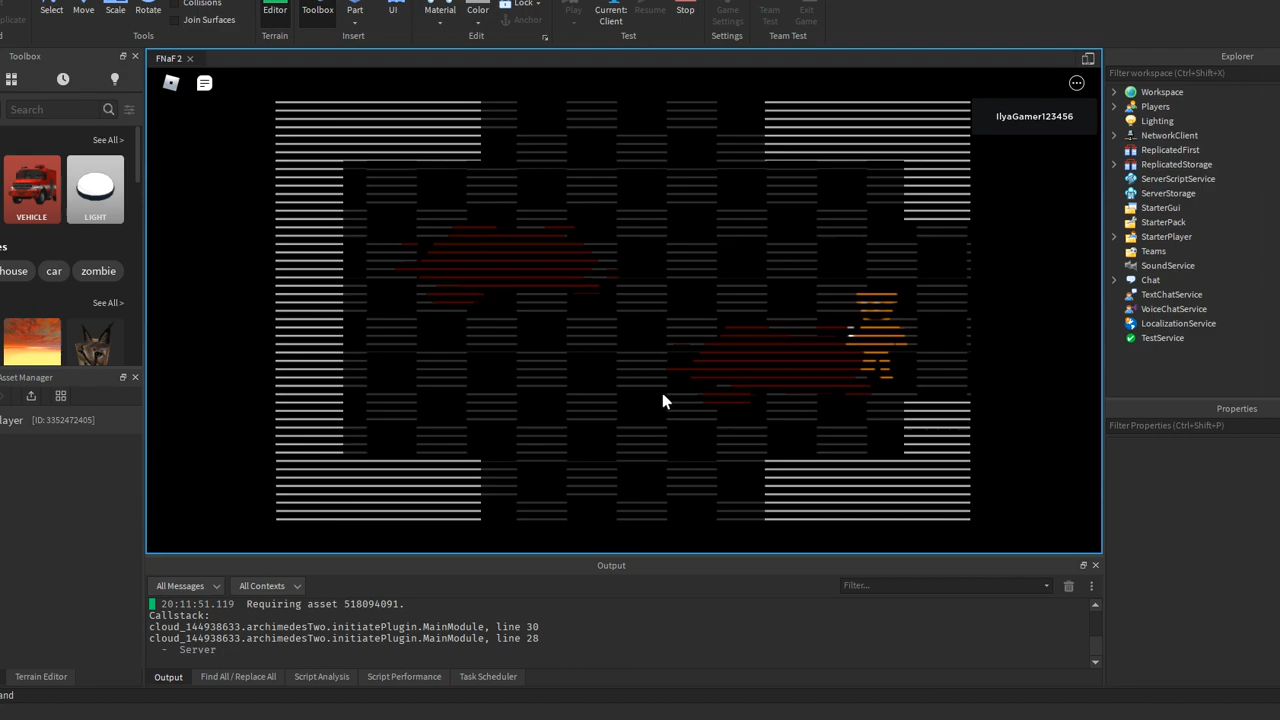 Select Move Scale Rotate
Collisions
Join Surfaces
Editor Toolbox Part UI
Material Color
Lock
Anchor
Play Current: Client Resume Stop
Game Settings
Team Test Exit Game
Tools Terrain Insert Edit Test Settings Team Test
Toolbox
FNaF 2
Explorer
Search
Filter workspace (Ctrl+Shift+X)
See All >
VEHICLE LIGHT
es
house car zombie
See All >
IlyaGamer123456
Workspace
Players
Lighting
NetworkClient
ReplicatedFirst
ReplicatedStorage
ServerScriptService
ServerStorage
StarterGui
StarterPack
StarterPlayer
Teams
SoundService
Chat
TextChatService
VoiceChatService
LocalizationService
TestService
Asset Manager
layer [ID: 3352472405]
Properties
Filter Properties (Ctrl+Shift+P)
Output
All Messages All Contexts Filter...
20:11:51.119 Requiring asset 518094091.
Callstack:
cloud_144938633.archimedesTwo.initiatePlugin.MainModule, line 30
cloud_144938633.archimedesTwo.initiatePlugin.MainModule, line 28
- Server
Terrain Editor
Output Find All / Replace All Script Analysis Script Performance Task Scheduler
and